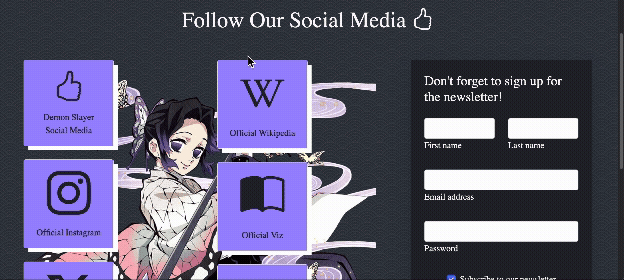 Follow Our Social Media
Demon Slayer
Social Media
W
Official Wikipedia
Official Instagram
Official Viz
Don't forget to sign up for
the newsletter!
First name
Last name
Email address
Password
Subscribe to our newsletter